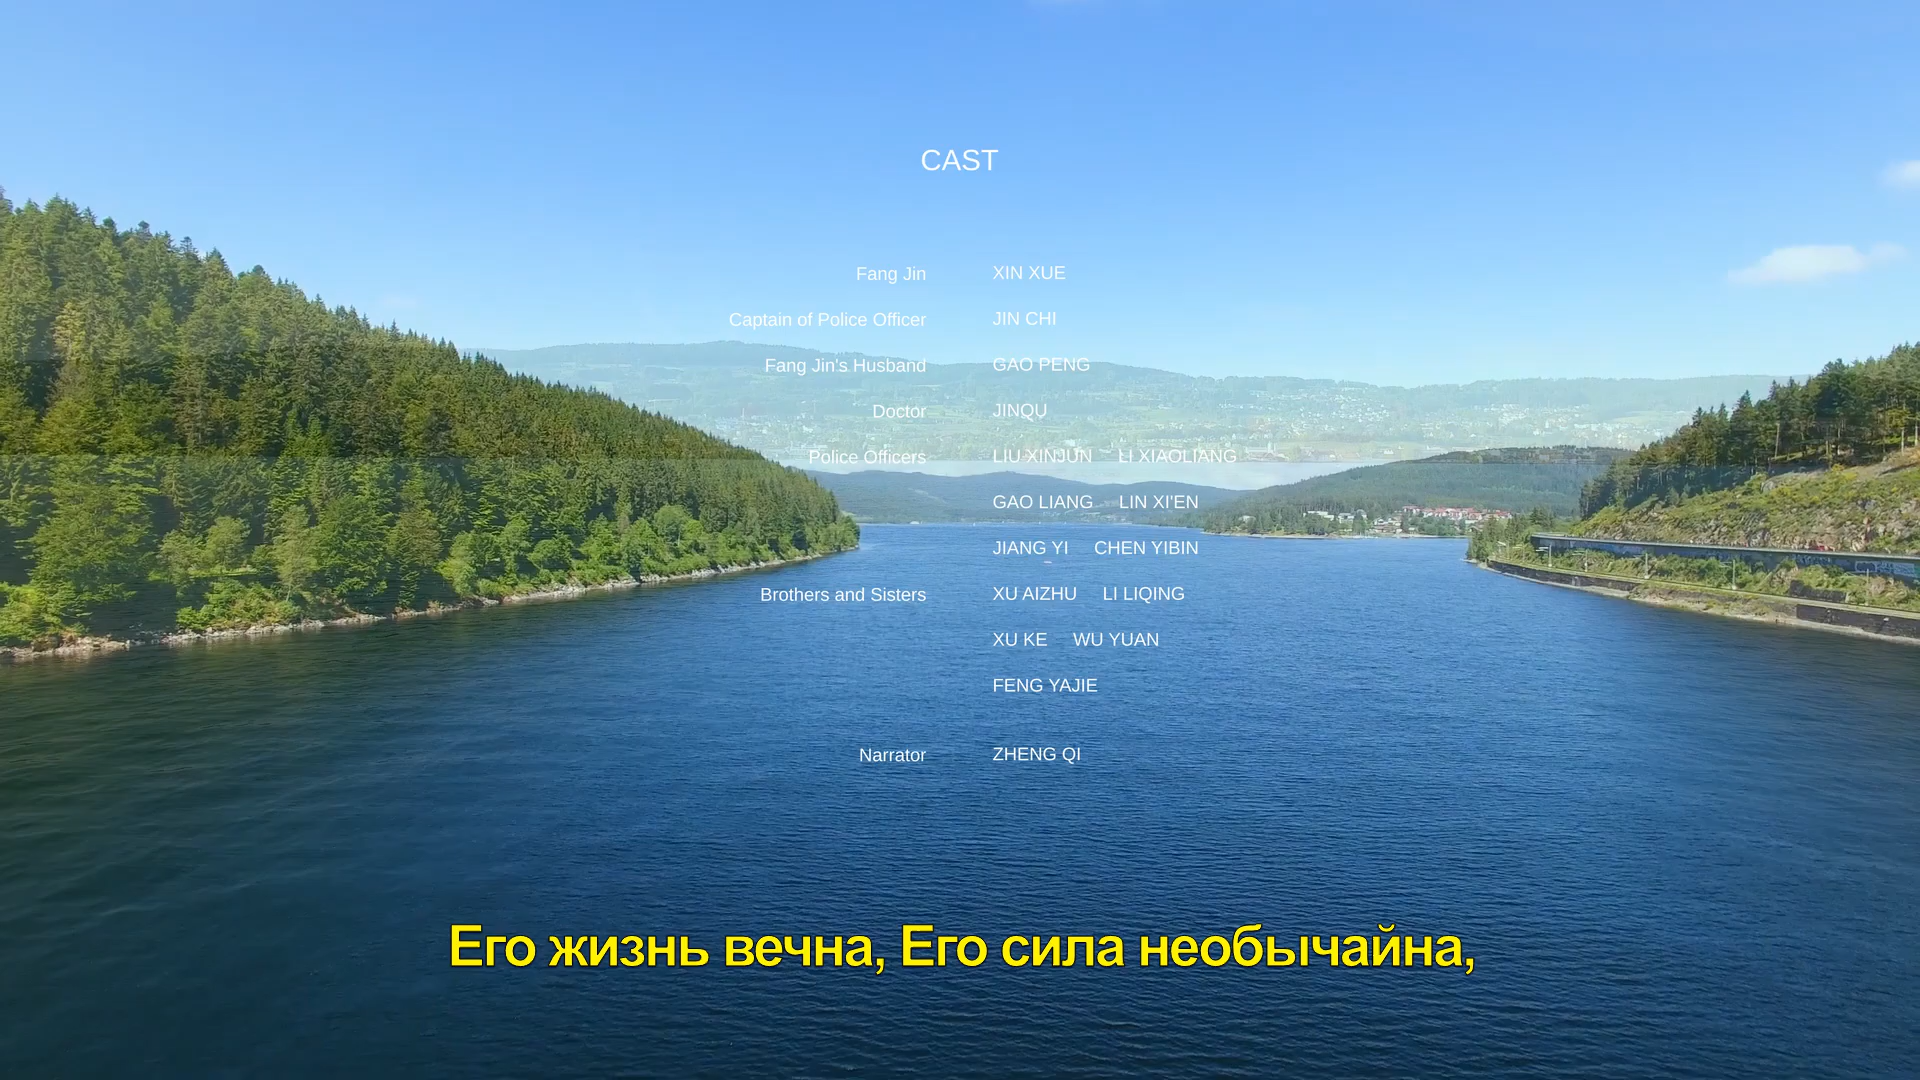 CAST
Fang Jin XIN XUE
Captain of Police Officer JIN CHI
Fang Jin's Husband GAO PENG
Doctor JINQU
Police Officers LIU XINJUN LI XIAOLIANG
GAO LIANG LIN XI'EN
JIANG YI CHEN YIBIN
Brothers and Sisters XU AIZHU LI LIQING
XU KE WU YUAN
FENG YAJIE
Narrator ZHENG QI
Его жизнь вечна, Его сила необычайна,